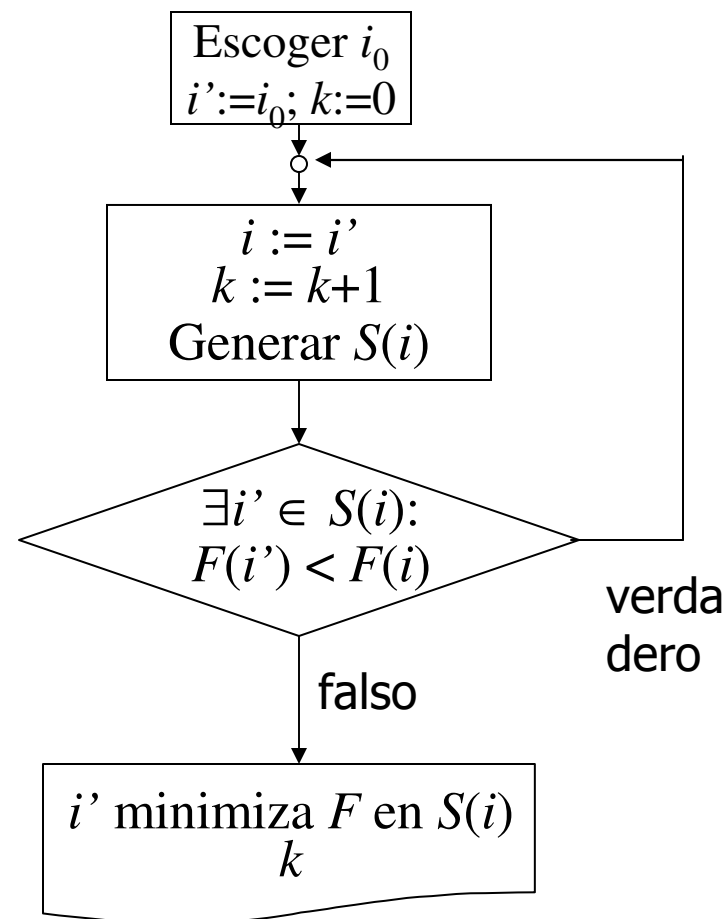 Escoger i₀
i’:=i₀; k:=0
i := i’
k := k+1
Generar S(i)
∃i’ ∈ S(i):
F(i’) < F(i)
verda
dero
falso
i’ minimiza F en S(i)
k